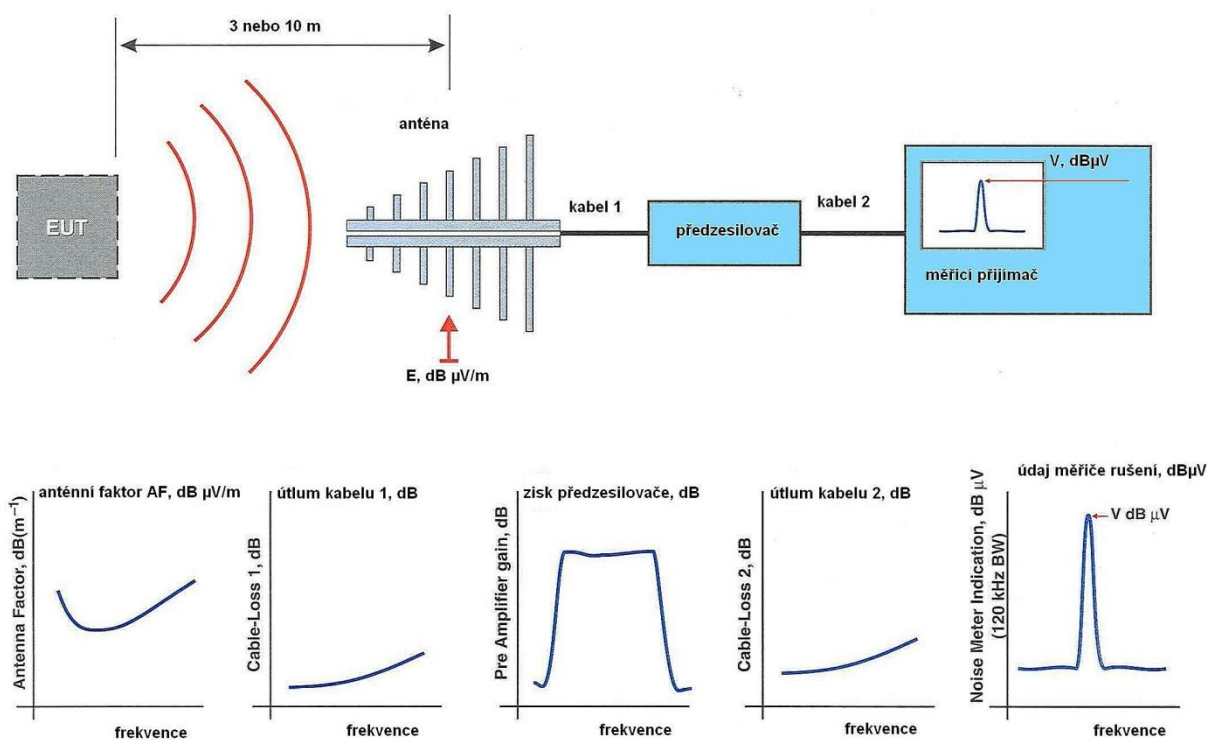 3 nebo 10 m
anténa
EUT
kabel 1
předzesilovač
kabel 2
V, dBµV
měřicí přijímač
E, dB µV/m
anténní faktor AF, dB µV/m
Antenna Factor, dB(m⁻¹)
frekvence
útlum kabelu 1, dB
Cable-Loss 1, dB
frekvence
zisk předzesilovače, dB
Pre Amplifier gain, dB
frekvence
útlum kabelu 2, dB
Cable-Loss 2, dB
frekvence
údaj měřiče rušení, dBµV
Noise Meter Indication, dB µV
(120 kHz BW)
V dB µV
frekvence